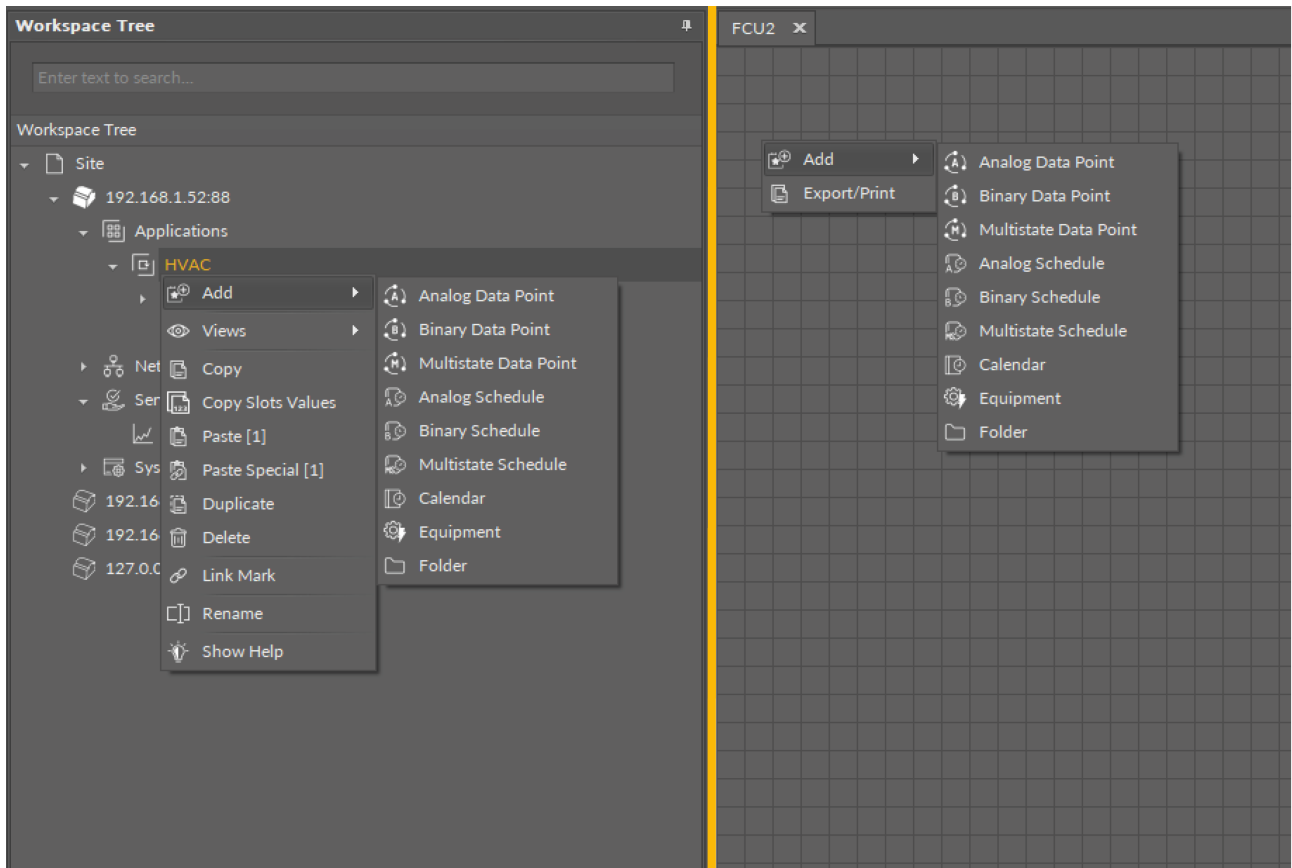 Workspace Tree
Enter text to search...
Workspace Tree
Site
192.168.1.52:88
Applications
HVAC
Net
Ser
Sys
192.16
192.16
127.0.0
Add
Views
Copy
Copy Slots Values
Paste [1]
Paste Special [1]
Duplicate
Delete
Link Mark
Rename
Show Help
Analog Data Point
Binary Data Point
Multistate Data Point
Analog Schedule
Binary Schedule
Multistate Schedule
Calendar
Equipment
Folder
FCU2
Add
Export/Print
Analog Data Point
Binary Data Point
Multistate Data Point
Analog Schedule
Binary Schedule
Multistate Schedule
Calendar
Equipment
Folder